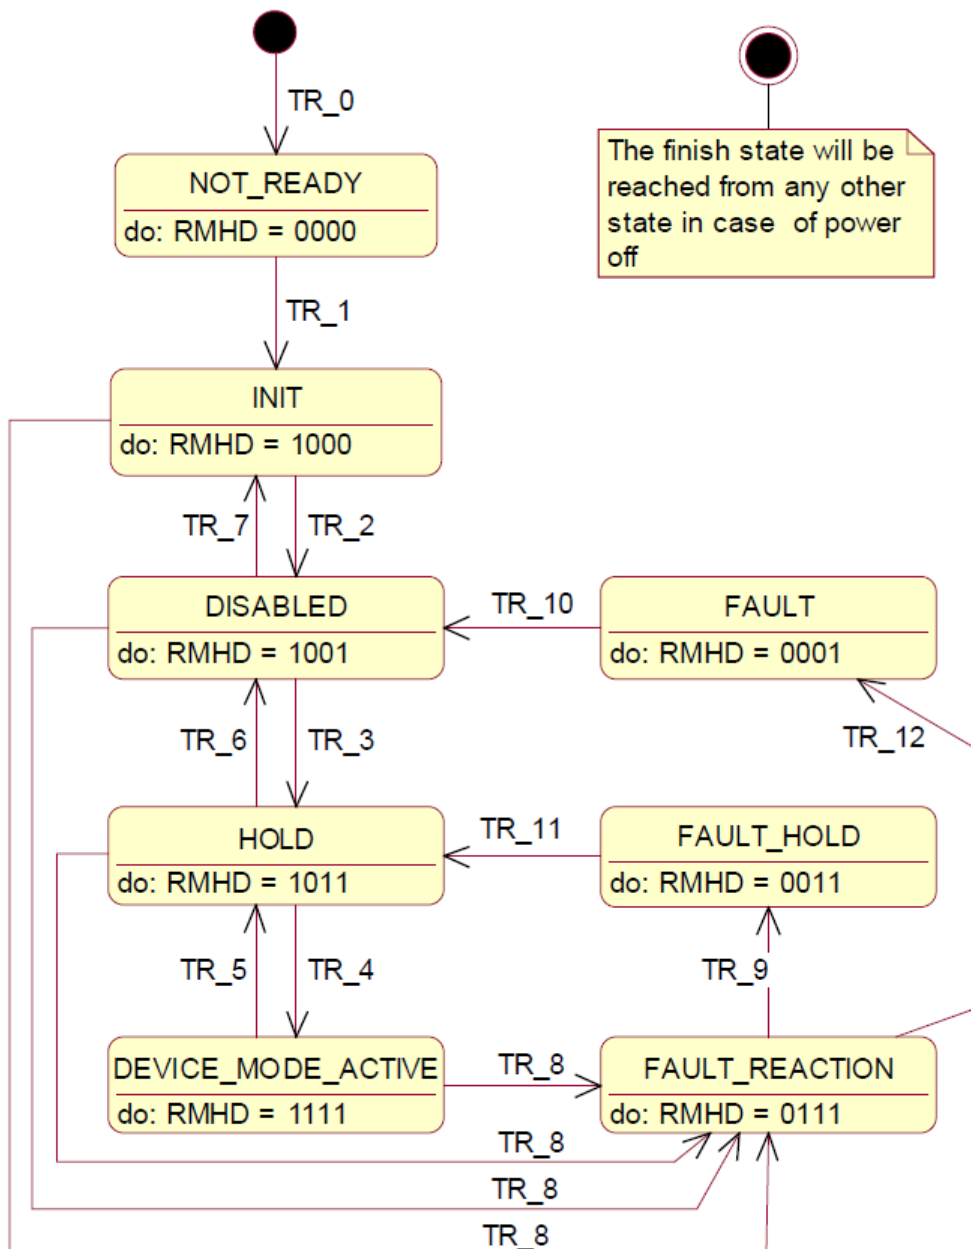 TR_0
The finish state will be
reached from any other
state in case of power
off
NOT_READY
do: RMHD = 0000
TR_1
INIT
do: RMHD = 1000
TR_7
TR_2
DISABLED
do: RMHD = 1001
TR_10
FAULT
do: RMHD = 0001
TR_6
TR_3
TR_12
HOLD
do: RMHD = 1011
TR_11
FAULT_HOLD
do: RMHD = 0011
TR_5
TR_4
TR_9
DEVICE_MODE_ACTIVE
do: RMHD = 1111
TR_8
FAULT_REACTION
do: RMHD = 0111
TR_8
TR_8
TR_8